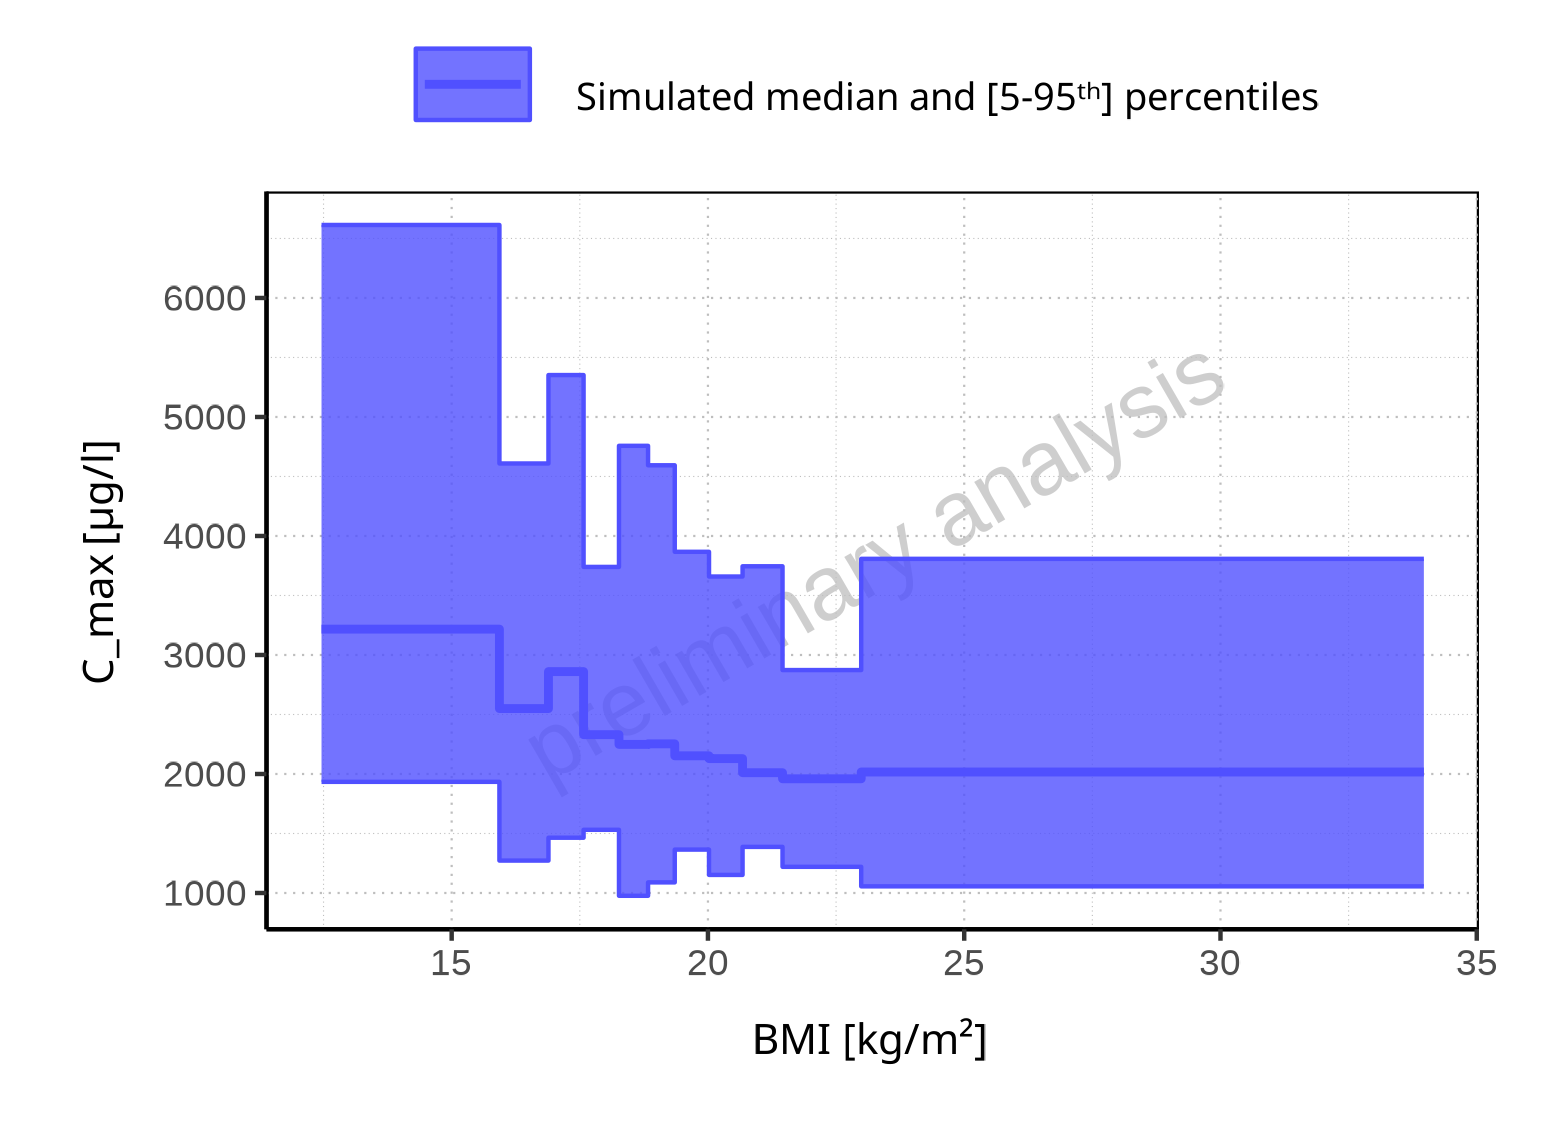 Simulated median and [5-95ᵗʰ] percentiles
6000
5000
4000
3000
2000
1000
C_max [µg/l]
preliminary analysis
15 20 25 30 35
BMI [kg/m²]